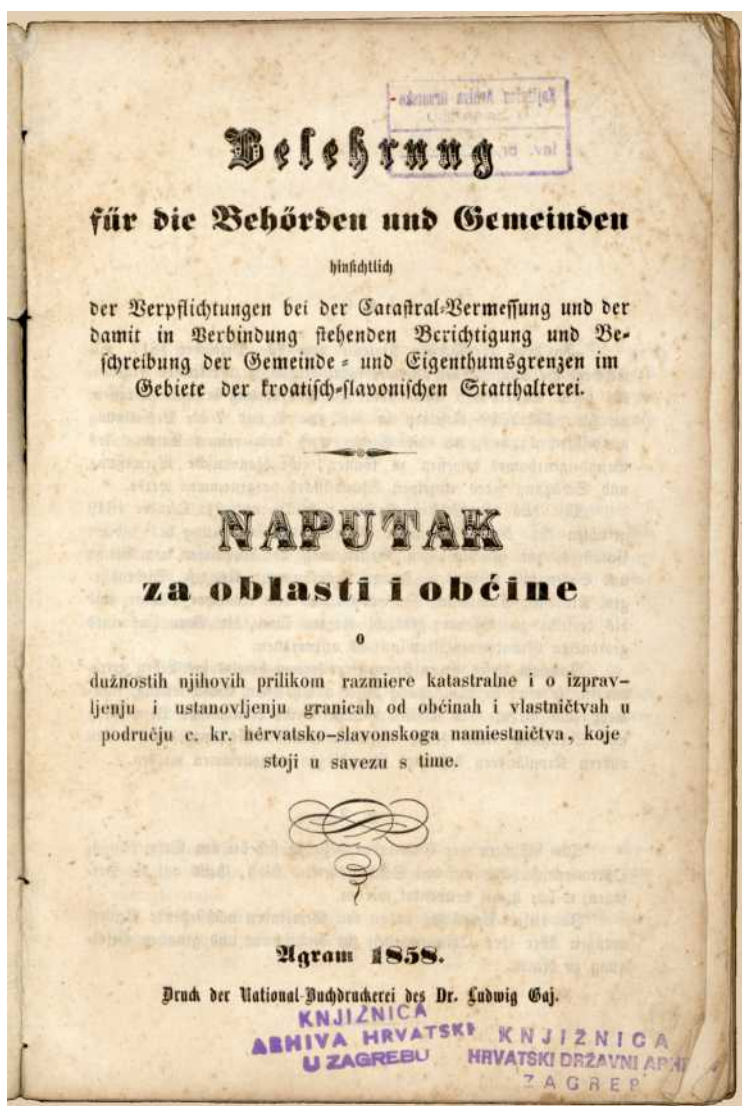 Belehrung
für die Behörden und Gemeinden
hinsichtlich
der Verpflichtungen bei der Catastral-Vermessung und der
damit in Verbindung stehenden Berichtigung und Be-
schreibung der Gemeinde- und Eigenthumsgrenzen im
Gebiete der kroatisch-slavonischen Statthalterei.
NAPUTAK
za oblasti i obćine
o
dužnostih njihovih prilikom razmiere katastralne i o izprav-
ljenju i ustanovljenju granicah od obćinah i vlastničtvah u
području c. kr. hérvatsko-slavonskoga namiestničtva, koje
stoji u savezu s time.
Agram 1858.
Druck der National-Buchdruckerei des Dr. Ludwig Gaj.
KNJIŽNICA
ARHIVA HRVATSKE
U ZAGREBU
KNJIŽNICA
HRVATSKI DRŽAVNI ARHI
ZAGREB